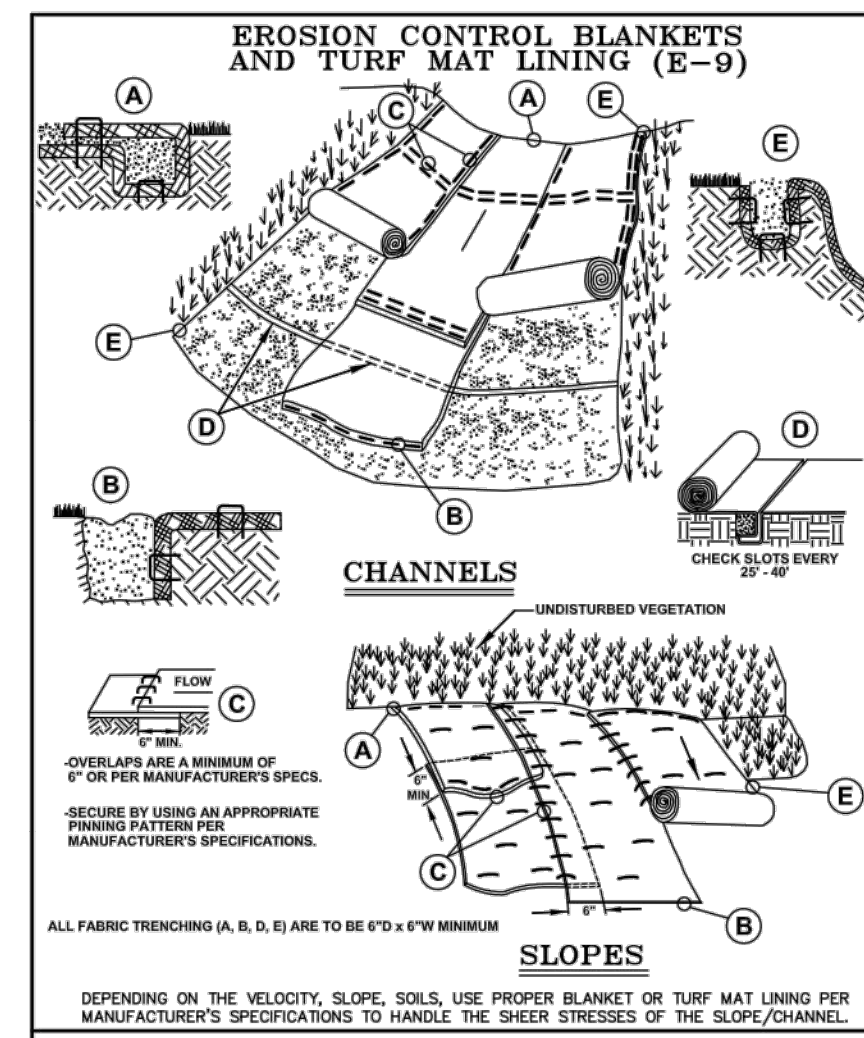 EROSION CONTROL BLANKETS
AND TURF MAT LINING (E-9)
A
C
A
E
E
E
D
B
B
D
CHECK SLOTS EVERY
25' - 40'
CHANNELS
UNDISTURBED VEGETATION
FLOW
C
6" MIN.
-OVERLAPS ARE A MINIMUM OF
6" OR PER MANUFACTURER'S SPECS.
-SECURE BY USING AN APPROPRIATE
PINNING PATTERN PER
MANUFACTURER'S SPECIFICATIONS.
A
6"
MIN.
E
C
B
6"
ALL FABRIC TRENCHING (A, B, D, E) ARE TO BE 6"D x 6"W MINIMUM
SLOPES
DEPENDING ON THE VELOCITY, SLOPE, SOILS, USE PROPER BLANKET OR TURF MAT LINING PER
MANUFACTURER'S SPECIFICATIONS TO HANDLE THE SHEER STRESSES OF THE SLOPE/CHANNEL.